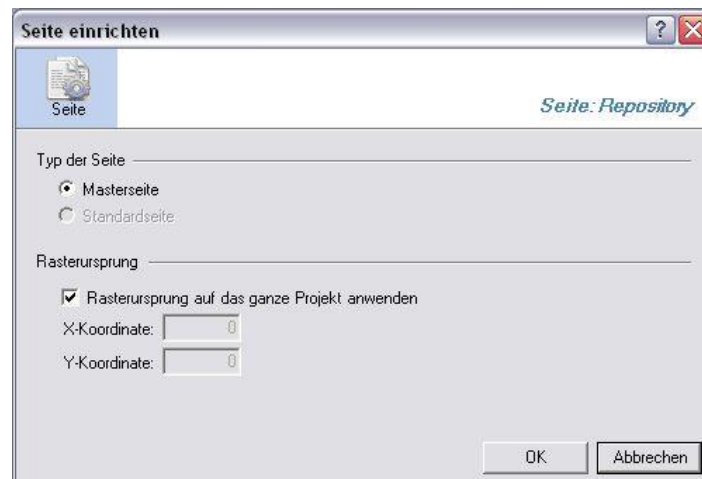 Seite einrichten
?
Seite
Seite: Repository
Typ der Seite
Masterseite
Standardseite
Rasterursprung
Rasterursprung auf das ganze Projekt anwenden
X-Koordinate: 0
Y-Koordinate: 0
OK
Abbrechen